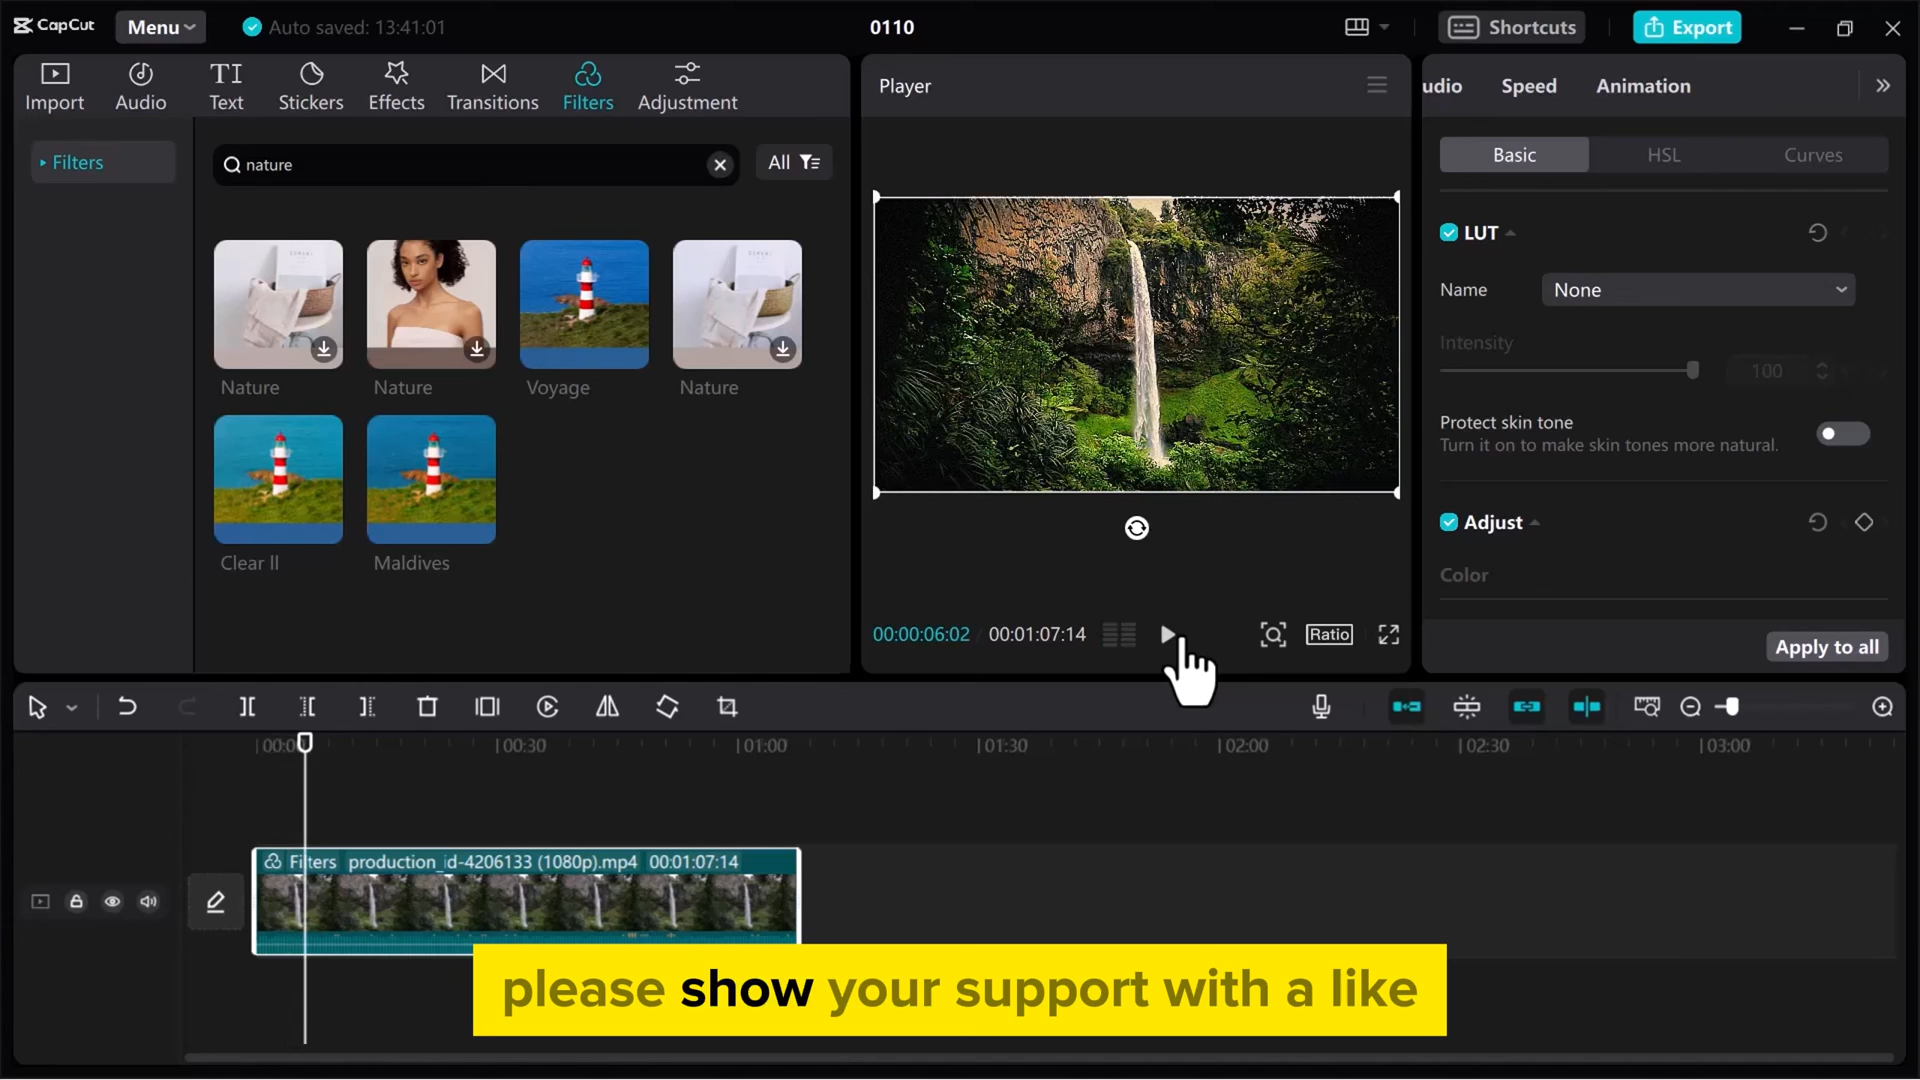 CapCut
Menu
Auto saved: 13:41:01
0110
Shortcuts
Export
Import
Audio
TI
Text
Stickers
Effects
Transitions
Filters
Adjustment
Filters
nature
All
Nature
Nature
Voyage
Nature
Clear ll
Maldives
Player
00:00:06:02 / 00:01:07:14
Ratio
udio
Speed
Animation
Basic
HSL
Curves
LUT
Name
None
Intensity
100
Protect skin tone
Turn it on to make skin tones more natural.
Adjust
Color
Apply to all
00:0
00:30
01:00
01:30
02:00
02:30
03:00
Filters production_id-4206133 (1080p).mp4 00:01:07:14
please show your support with a like